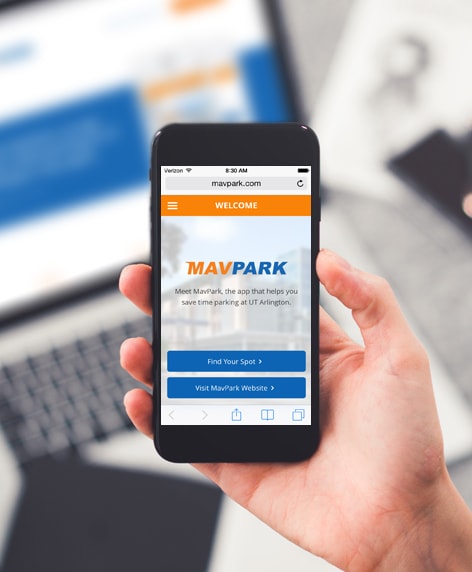 Verizon 8:30 AM
mavpark.com
WELCOME
MAVPARK
Meet MavPark, the app that helps you
save time parking at UT Arlington.
Find Your Spot >
Visit MavPark Website >